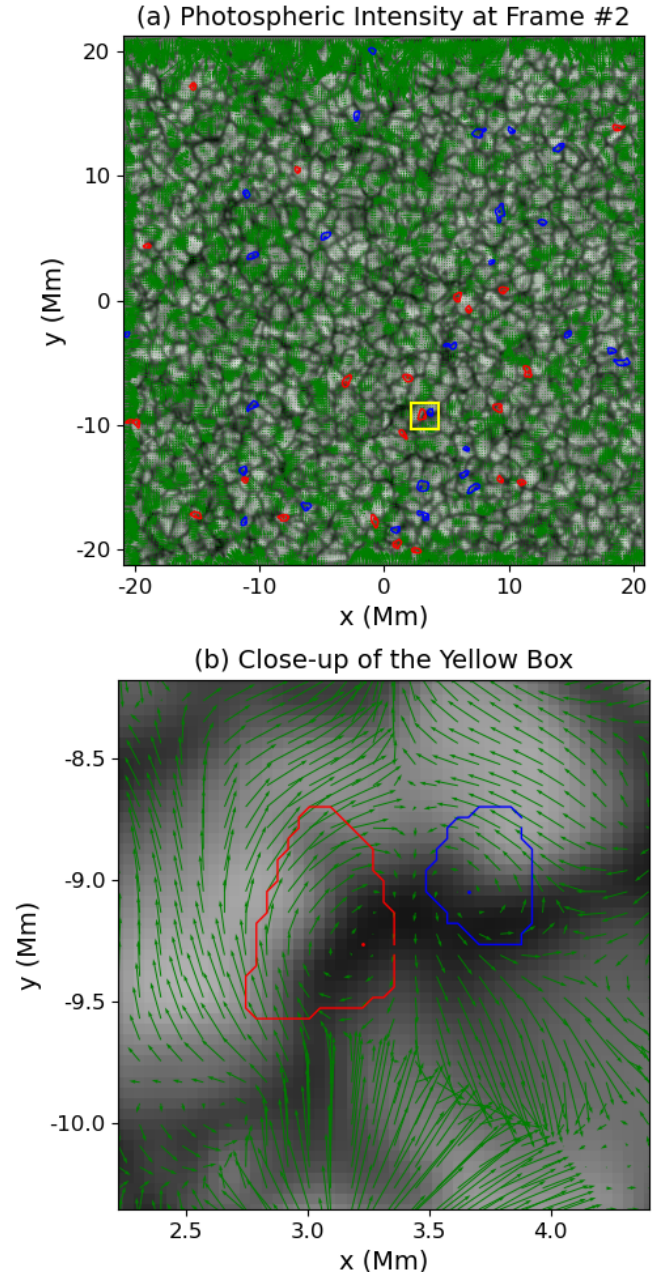 (a) Photospheric Intensity at Frame #2
20
10
0
-10
-20
y (Mm)
-20 -10 0 10 20
x (Mm)
(b) Close-up of the Yellow Box
-8.5
-9.0
-9.5
-10.0
y (Mm)
2.5 3.0 3.5 4.0
x (Mm)